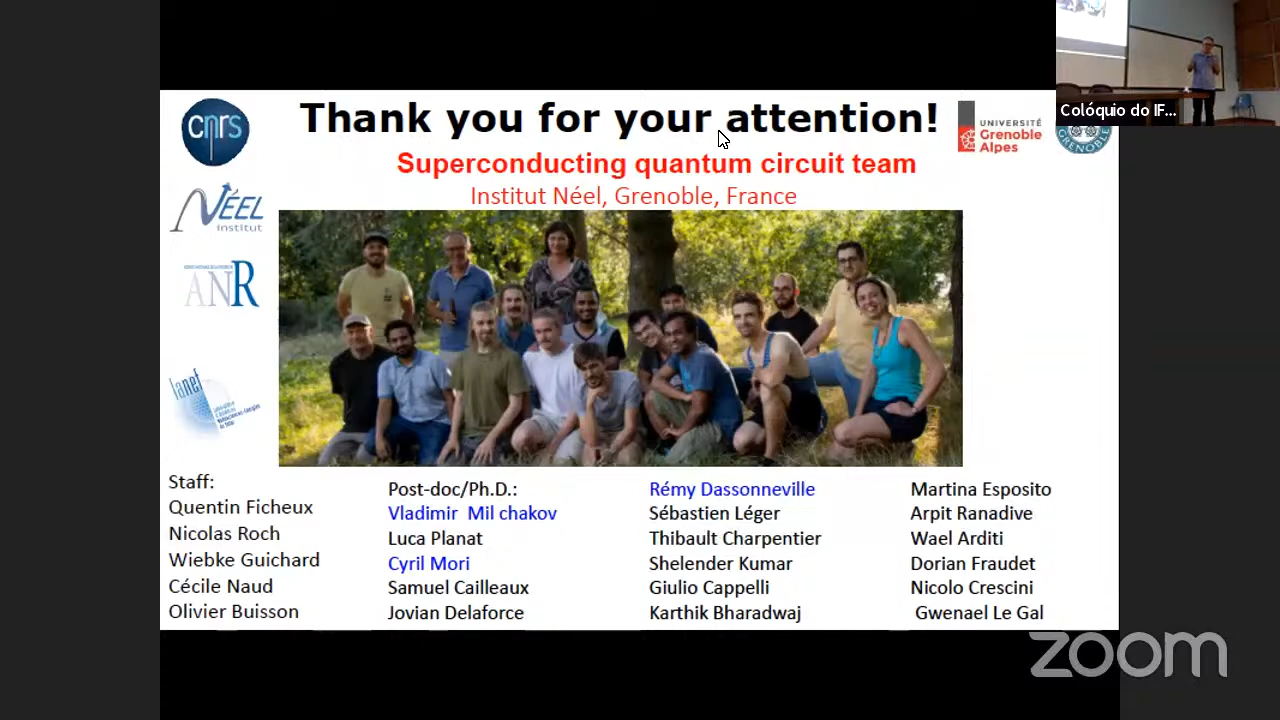 Thank you for your attention!
Superconducting quantum circuit team
Institut Néel, Grenoble, France
cnrs
NÉEL
institut
ANR
lanef
UNIVERSITÉ
Grenoble
Alpes
GRENOBLE
Colóquio do IF...
Staff:
Quentin Ficheux
Nicolas Roch
Wiebke Guichard
Cécile Naud
Olivier Buisson
Post-doc/Ph.D.:
Vladimir Mil chakov
Luca Planat
Cyril Mori
Samuel Cailleaux
Jovian Delaforce
Rémy Dassonneville
Sébastien Léger
Thibault Charpentier
Shelender Kumar
Giulio Cappelli
Karthik Bharadwaj
Martina Esposito
Arpit Ranadive
Wael Arditi
Dorian Fraudet
Nicolo Crescini
Gwenael Le Gal
zoom